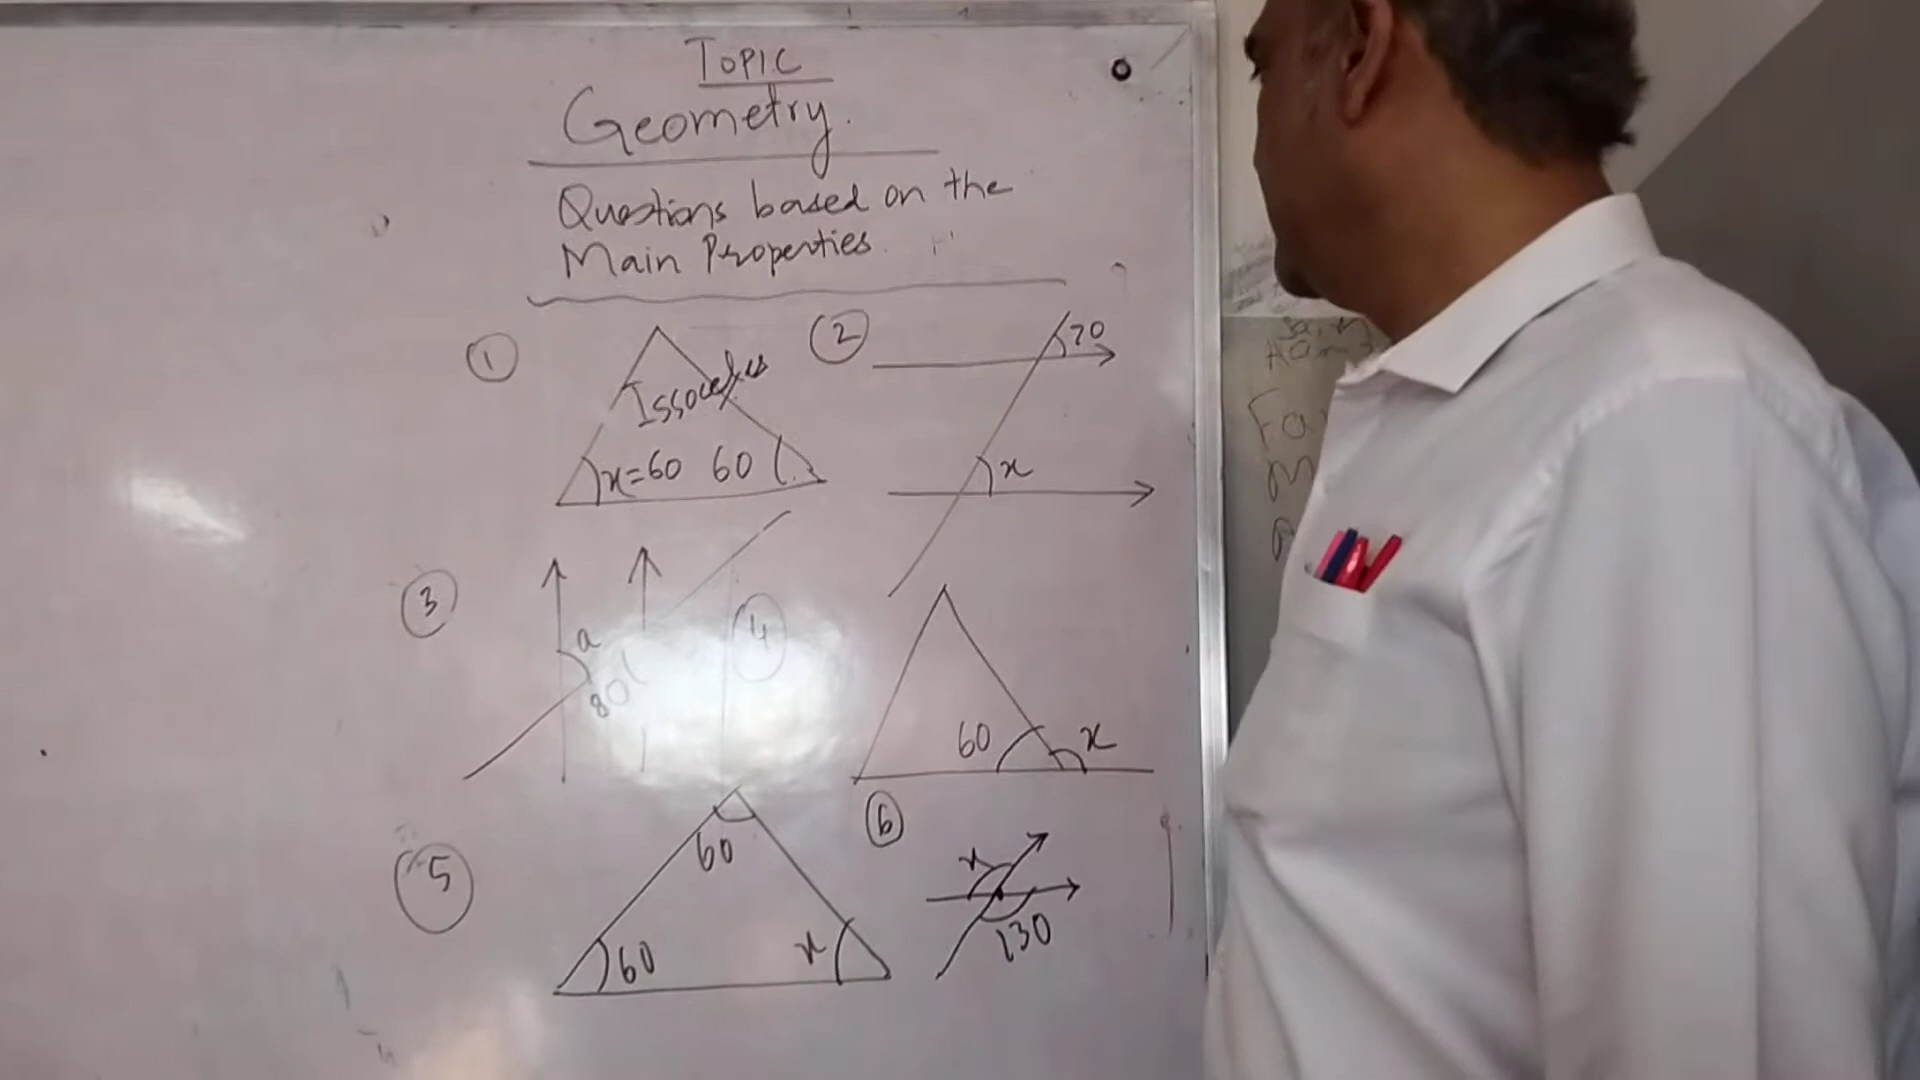 TOPIC
Geometry.
Questions based on the
Main Properties.
1
Issoceles
x=60 60
2
70
x
3
a
80
4
60
x
5
60
60
x
6
x
130